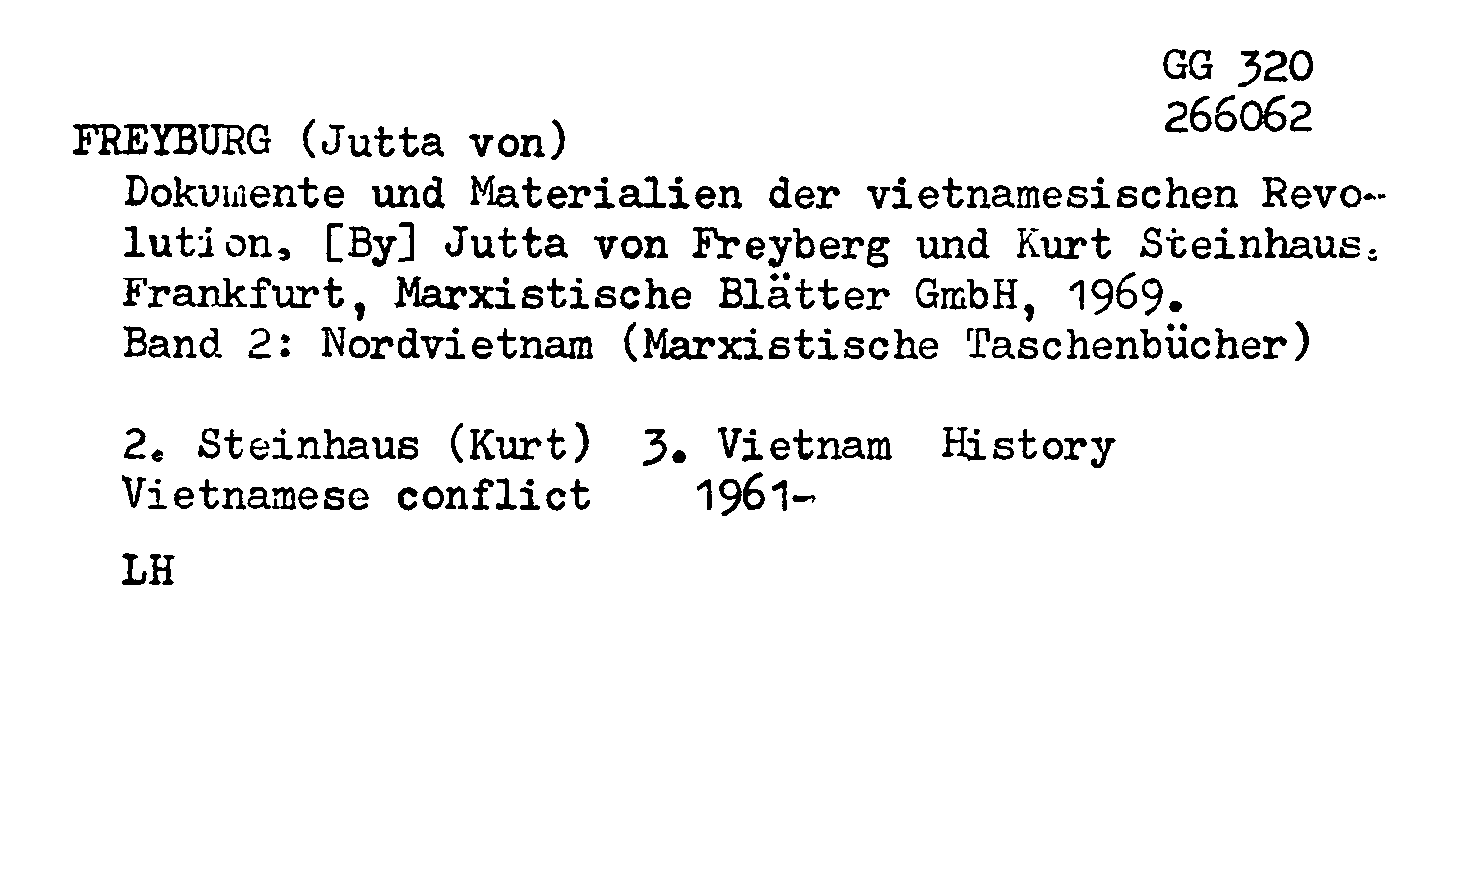 GG 320
266062
FREYBURG (Jutta von)
Dokumente und Materialien der vietnamesischen Revo-
lution, [By] Jutta von Freyberg und Kurt Steinhaus.
Frankfurt, Marxistische Blätter GmbH, 1969.
Band 2: Nordvietnam (Marxistische Taschenbücher)
2. Steinhaus (Kurt) 3. Vietnam History
Vietnamese conflict 1961-
LH